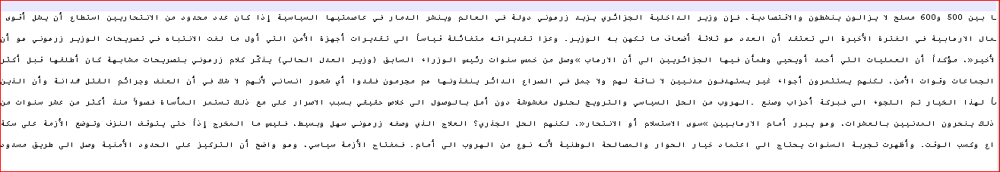 ا بين 500 و600 مسلح لا يزالون ينشطون والاقتصادية، فإن وزير الداخلية الجزائري يزيد زرهوني دولة في العالم وينشر الدمار في عاصمتيها السياسية إذا كان عدد محدود من الانتحاريين استطاع أن يشل أقوى
مال الارهابية في الفترة الأخيرة الى تعتقد أن العدد هو ثلاثة أضعاف ما تكهن به الوزير. وعزا تقديراته متفائلة قياساً الى تقديرات أجهزة الأمن التي أول ما لفت الانتباه في تصريحات الوزير زرهوني هو أن
لأخير«، مؤكداً أن العمليات التي أحمد أويحيى وطمأن فيها الجزائريين الى أن الارهاب »وصل من خمس سنوات رئيس الوزراء السابق (وزير العدل الحالي) يذكّر كلام زرهوني بتصريحات مشابهة كان أطلقها قبل أكثر
الجماعات وقوات الأمن، لكنهم يستثمرون أجواء غير يستهدفون مدنيين لا ناقة لهم ولا جمل في الصراع الدائر ينفذونها هم مجرمون فقدوا أي شعور انساني لأنهم لا شك في أن العنف وجرائم القتل مُدانة وأن الذين
أ لهذا الخيار تم اللجوء الى فبركة أحزاب وصنع .الهروب من الحل السياسي والترويج لحلول مغشوشة دون أمل بالوصول الى خلاص حقيقي بسبب الاصرار على مع ذلك تستمر المأساة فصولاً منذ أكثر من عشر سنوات من
ذلك ينحرون المدنيين بالعشرات، وهو يبرر أمام الارهابيين »سوى الاستسلام أو الانتحار«، لكنهم الحل الجذري؟ العلاج الذي وصفه زرهوني سهل وبسيط، فليس ما المخرج إذاً حتى يتوقف النزف وتوضع الأزمة على سكة
اع وكسب الوقت. وأظهرت تجربة السنوات يحتاج الى اعتماد خيار الحوار والمصالحة الوطنية لأنه نوع من الهروب الى أمام. فمفتاح الأزمة سياسي، وهو واضح أن التركيز على الحدود الأمنية وصل الى طريق مسدود